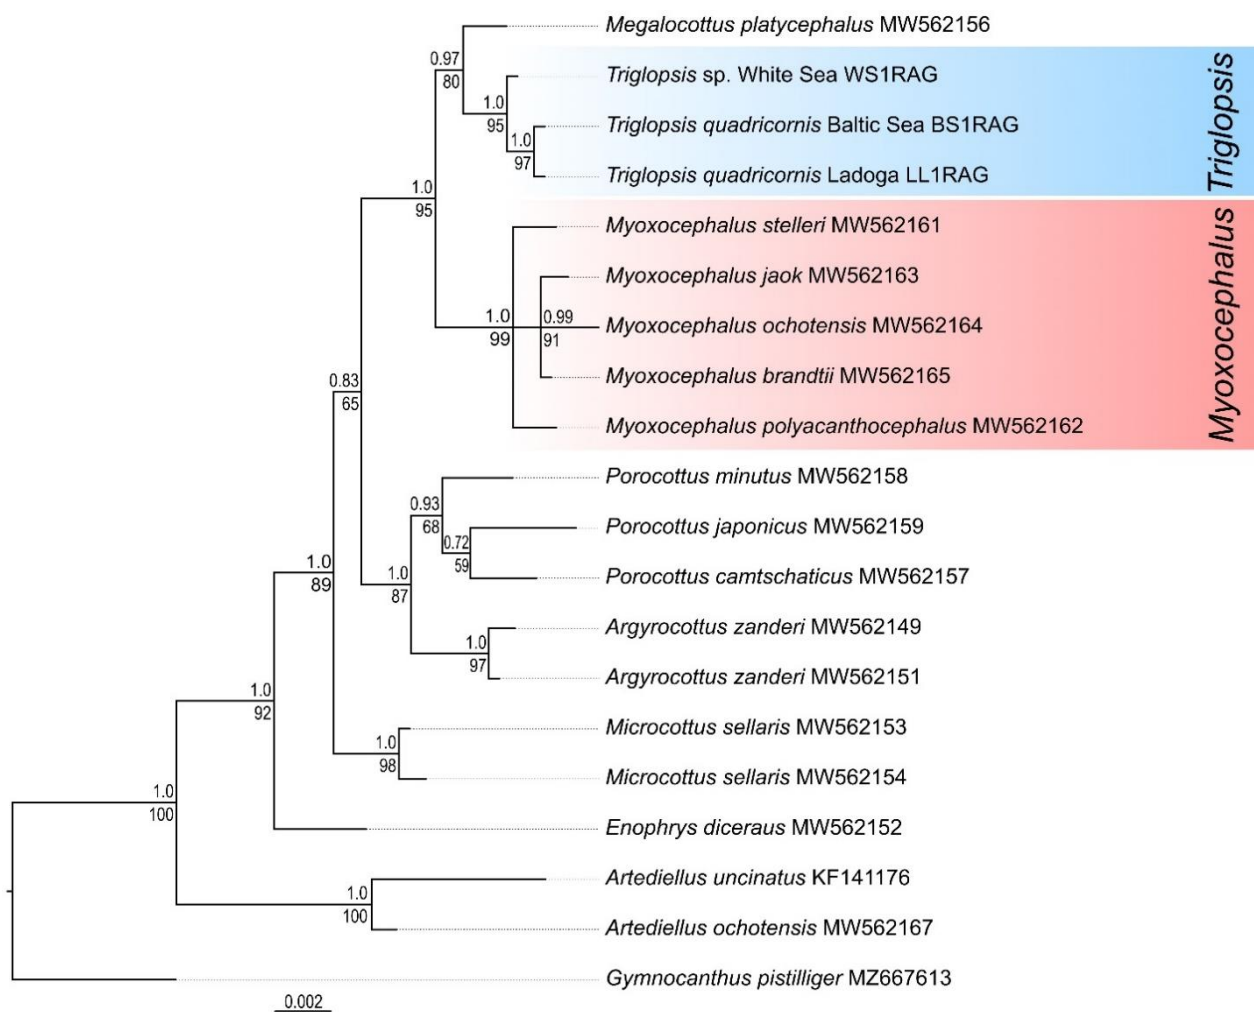 Megalocottus platycephalus MW562156
0.97
80
Triglopsis sp. White Sea WS1RAG
1.0
95
Triglopsis quadricornis Baltic Sea BS1RAG
1.0
97
Triglopsis quadricornis Ladoga LL1RAG
Triglopsis
1.0
95
Myoxocephalus stelleri MW562161
Myoxocephalus jaok MW562163
1.0
99
0.99
91
Myoxocephalus ochotensis MW562164
Myoxocephalus brandtii MW562165
Myoxocephalus polyacanthocephalus MW562162
Myoxocephalus
0.83
65
Porocottus minutus MW562158
0.93
68
Porocottus japonicus MW562159
0.72
59
Porocottus camtschaticus MW562157
1.0
87
1.0
89
Argyrocottus zanderi MW562149
1.0
97
Argyrocottus zanderi MW562151
1.0
92
Microcottus sellaris MW562153
1.0
98
Microcottus sellaris MW562154
1.0
100
Enophrys diceraus MW562152
Artediellus uncinatus KF141176
1.0
100
Artediellus ochotensis MW562167
Gymnocanthus pistilliger MZ667613
0.002